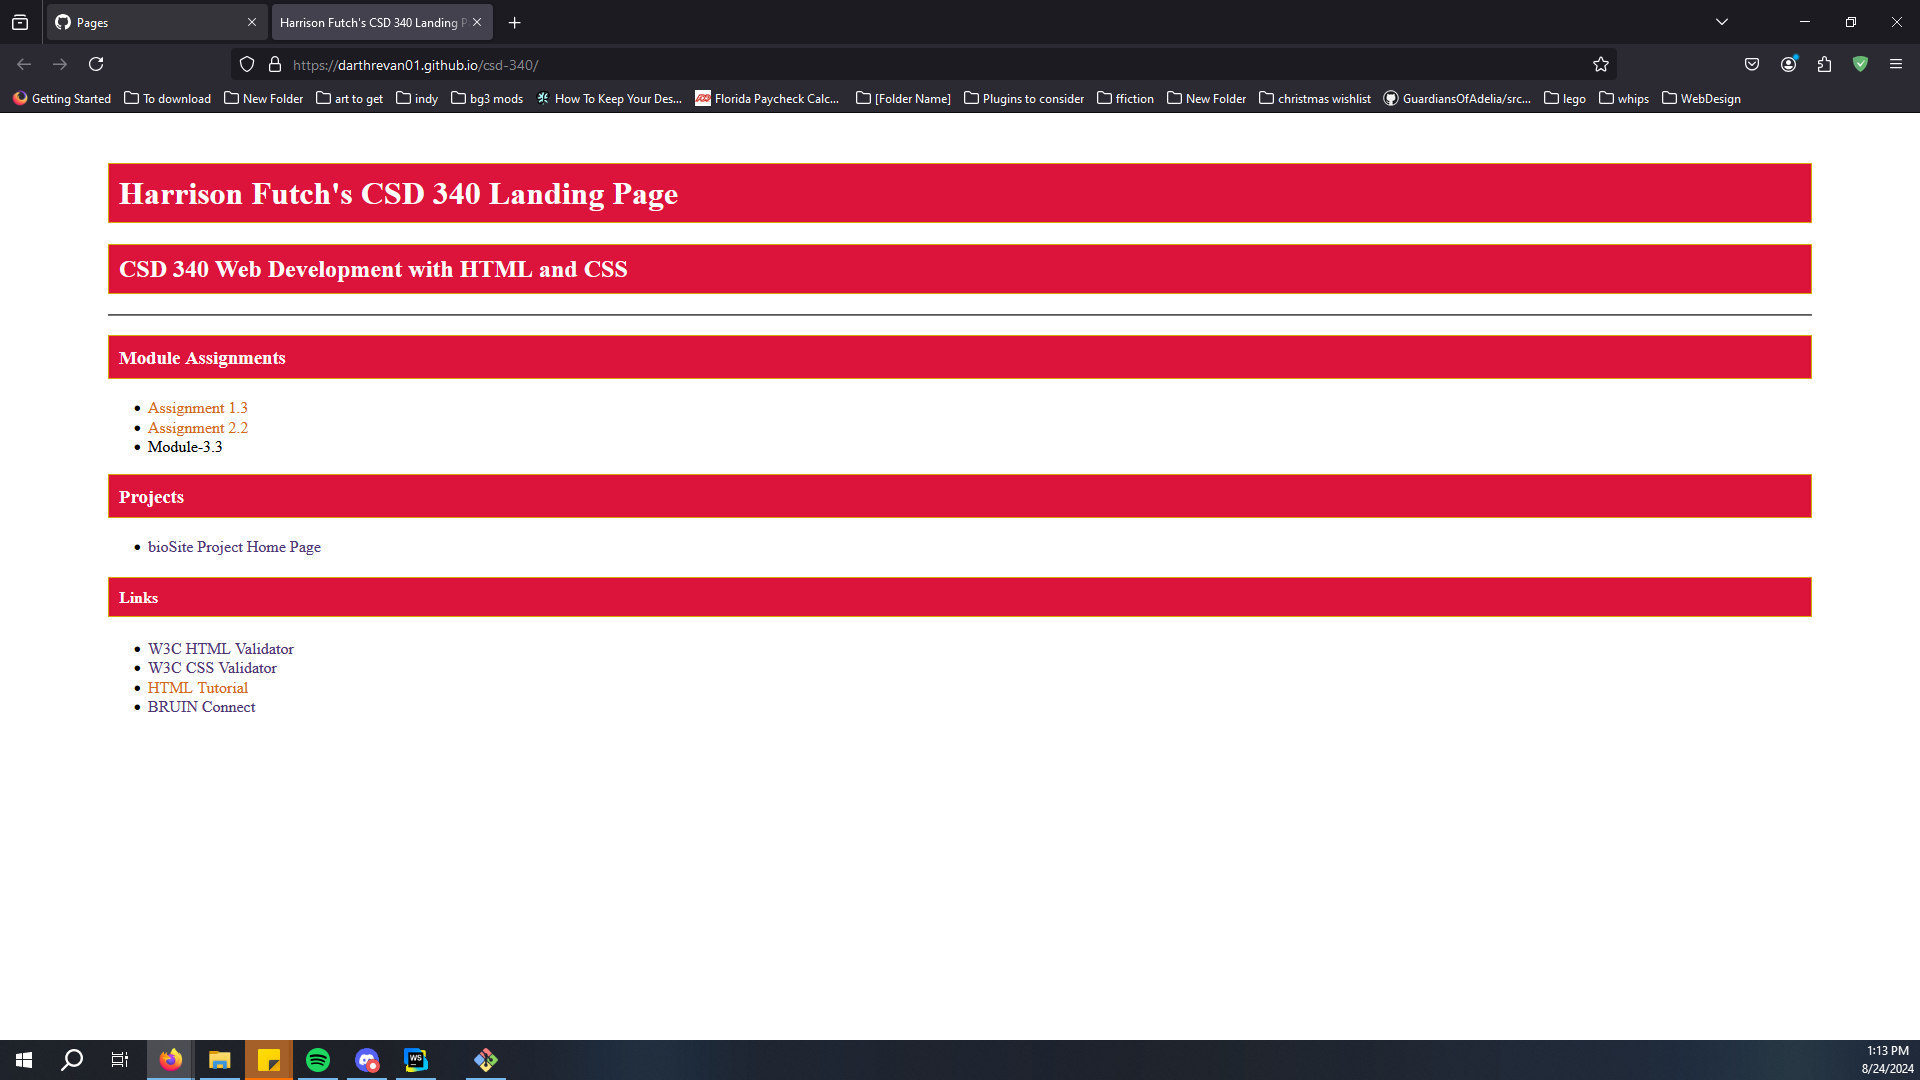 Pages
Harrison Futch's CSD 340 Landing P
https://darthrevan01.github.io/csd-340/
Getting Started To download New Folder art to get indy bg3 mods How To Keep Your Des... Florida Paycheck Calc... [Folder Name] Plugins to consider ffiction New Folder christmas wishlist GuardiansOfAdelia/src... lego whips WebDesign
Harrison Futch's CSD 340 Landing Page
CSD 340 Web Development with HTML and CSS
Module Assignments
Assignment 1.3
Assignment 2.2
Module-3.3
Projects
bioSite Project Home Page
Links
W3C HTML Validator
W3C CSS Validator
HTML Tutorial
BRUIN Connect
WS
1:13 PM
8/24/2024